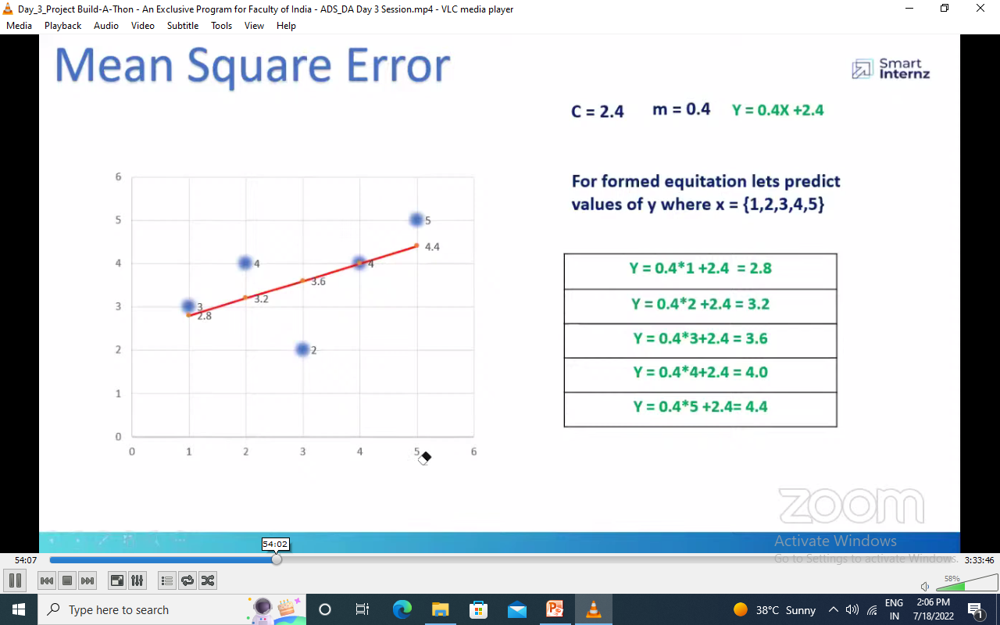 Day_3_Project Build-A-Thon - An Exclusive Program for Faculty of India - ADS_DA Day 3 Session.mp4 - VLC media player
Media Playback Audio Video Subtitle Tools View Help
Mean Square Error
Smart
Internz
C = 2.4 m = 0.4 Y = 0.4X +2.4
For formed equitation lets predict
values of y where x = {1,2,3,4,5}
6
5
4
3
2
1
0
0 1 2 3 4 5 6
5
4.4
4
4
3.6
3.2
3
2.8
2
Y = 0.4*1 +2.4 = 2.8
Y = 0.4*2 +2.4 = 3.2
Y = 0.4*3+2.4 = 3.6
Y = 0.4*4+2.4 = 4.0
Y = 0.4*5 +2.4= 4.4
zoom
Activate Windows
Go to Settings to activate Windows.
54:02
54:07
3:33:46
58%
Type here to search
38°C Sunny
ENG
IN
2:06 PM
7/18/2022
1